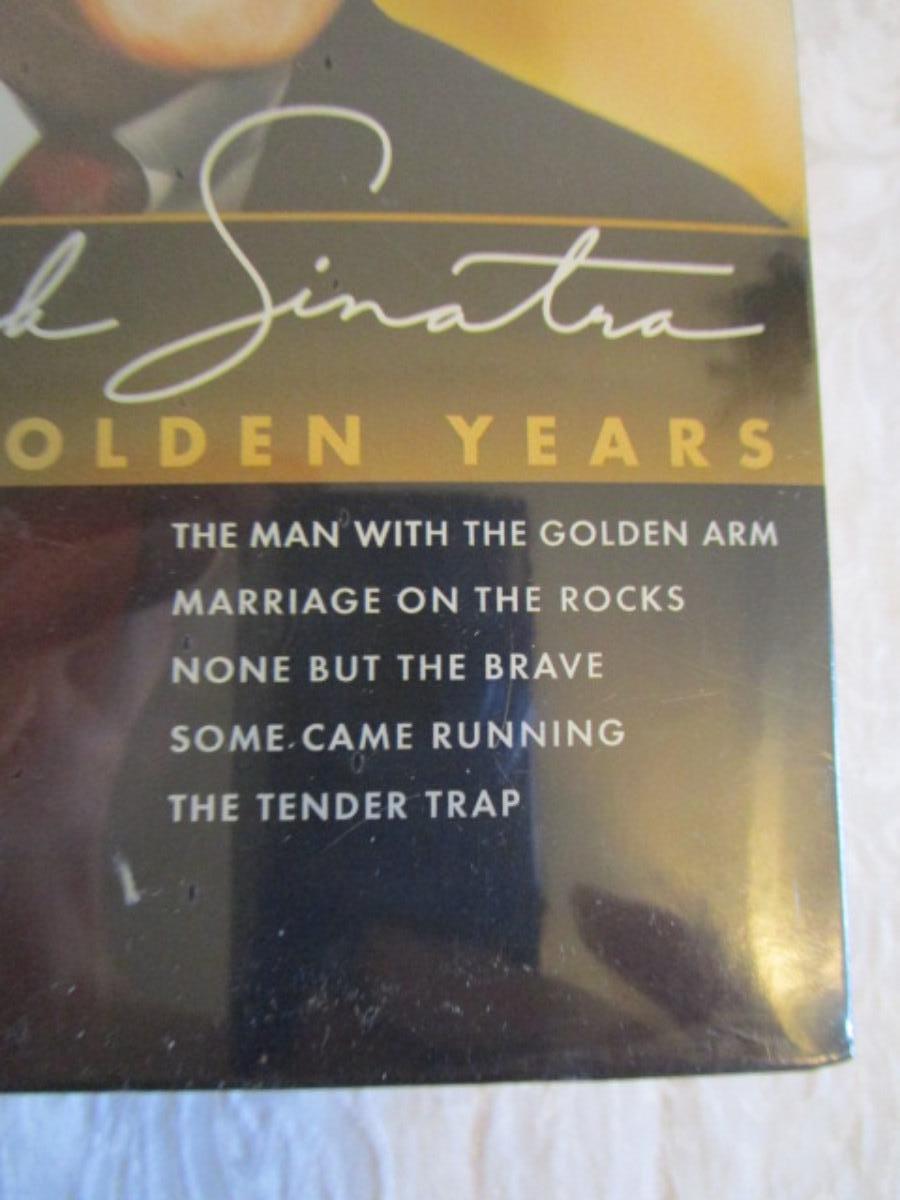 k Sinatra
OLDEN YEARS
THE MAN WITH THE GOLDEN ARM
MARRIAGE ON THE ROCKS
NONE BUT THE BRAVE
SOME CAME RUNNING
THE TENDER TRAP